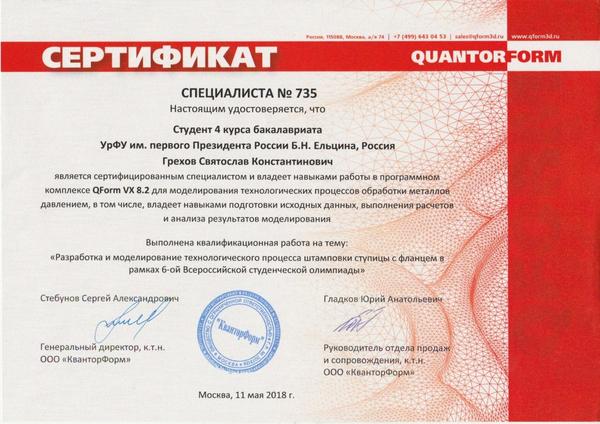 Россия, 115088, Москва, а/я 74 | +7 (499) 643 04 53 | sales@qform3d.ru www.qform3d.ru
СЕРТИФИКАТ QUANTORFORM
СПЕЦИАЛИСТА № 735
Настоящим удостоверяется, что
Студент 4 курса бакалавриата
УрФУ им. первого Президента России Б.Н. Ельцина, Россия
Грехов Святослав Константинович
является сертифицированным специалистом и владеет навыками работы в программном
комплексе QForm VX 8.2 для моделирования технологических процессов обработки металлов
давлением, в том числе, владеет навыками подготовки исходных данных, выполнения расчетов
и анализа результатов моделирования
Выполнена квалификационная работа на тему:
«Разработка и моделирование технологического процесса штамповки ступицы с фланцем в
рамках 6-ой Всероссийской студенческой олимпиады»
Стебунов Сергей Александрович
Гладков Юрий Анатольевич
"КванторФорм"
Генеральный директор, к.т.н.
ООО «КванторФорм»
Руководитель отдела продаж
и сопровождения, к.т.н.
ООО «КванторФорм»
Москва, 11 мая 2018 г.